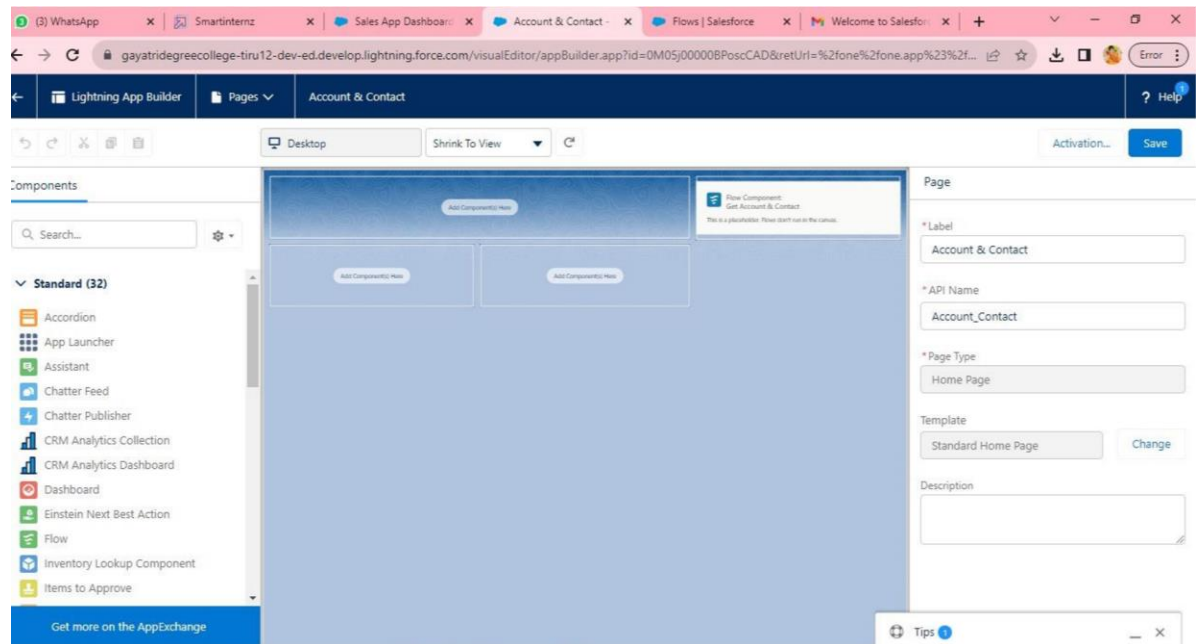 (3) WhatsApp
Smartinternz
Sales App Dashboard
Account & Contact -
Flows | Salesforce
Welcome to Salesfor
gayatridegreecollege-tiru12-dev-ed.develop.lightning.force.com/visualEditor/appBuilder.app?id=0M05j00000BPoscCAD&retUrl=%2fone%2fone.app%23%2f...
Error
Lightning App Builder
Pages
Account & Contact
? Help
1
Desktop
Shrink To View
Activation...
Save
Components
Search...
Standard (32)
Accordion
App Launcher
Assistant
Chatter Feed
Chatter Publisher
CRM Analytics Collection
CRM Analytics Dashboard
Dashboard
Einstein Next Best Action
Flow
Inventory Lookup Component
Items to Approve
Get more on the AppExchange
Add Component(s) Here
Flow Component
Get Account & Contact
This is a placeholder. Flows don't run in the canvas.
Add Component(s) Here
Add Component(s) Here
Page
*Label
Account & Contact
*API Name
Account_Contact
*Page Type
Home Page
Template
Standard Home Page
Change
Description
Tips 1